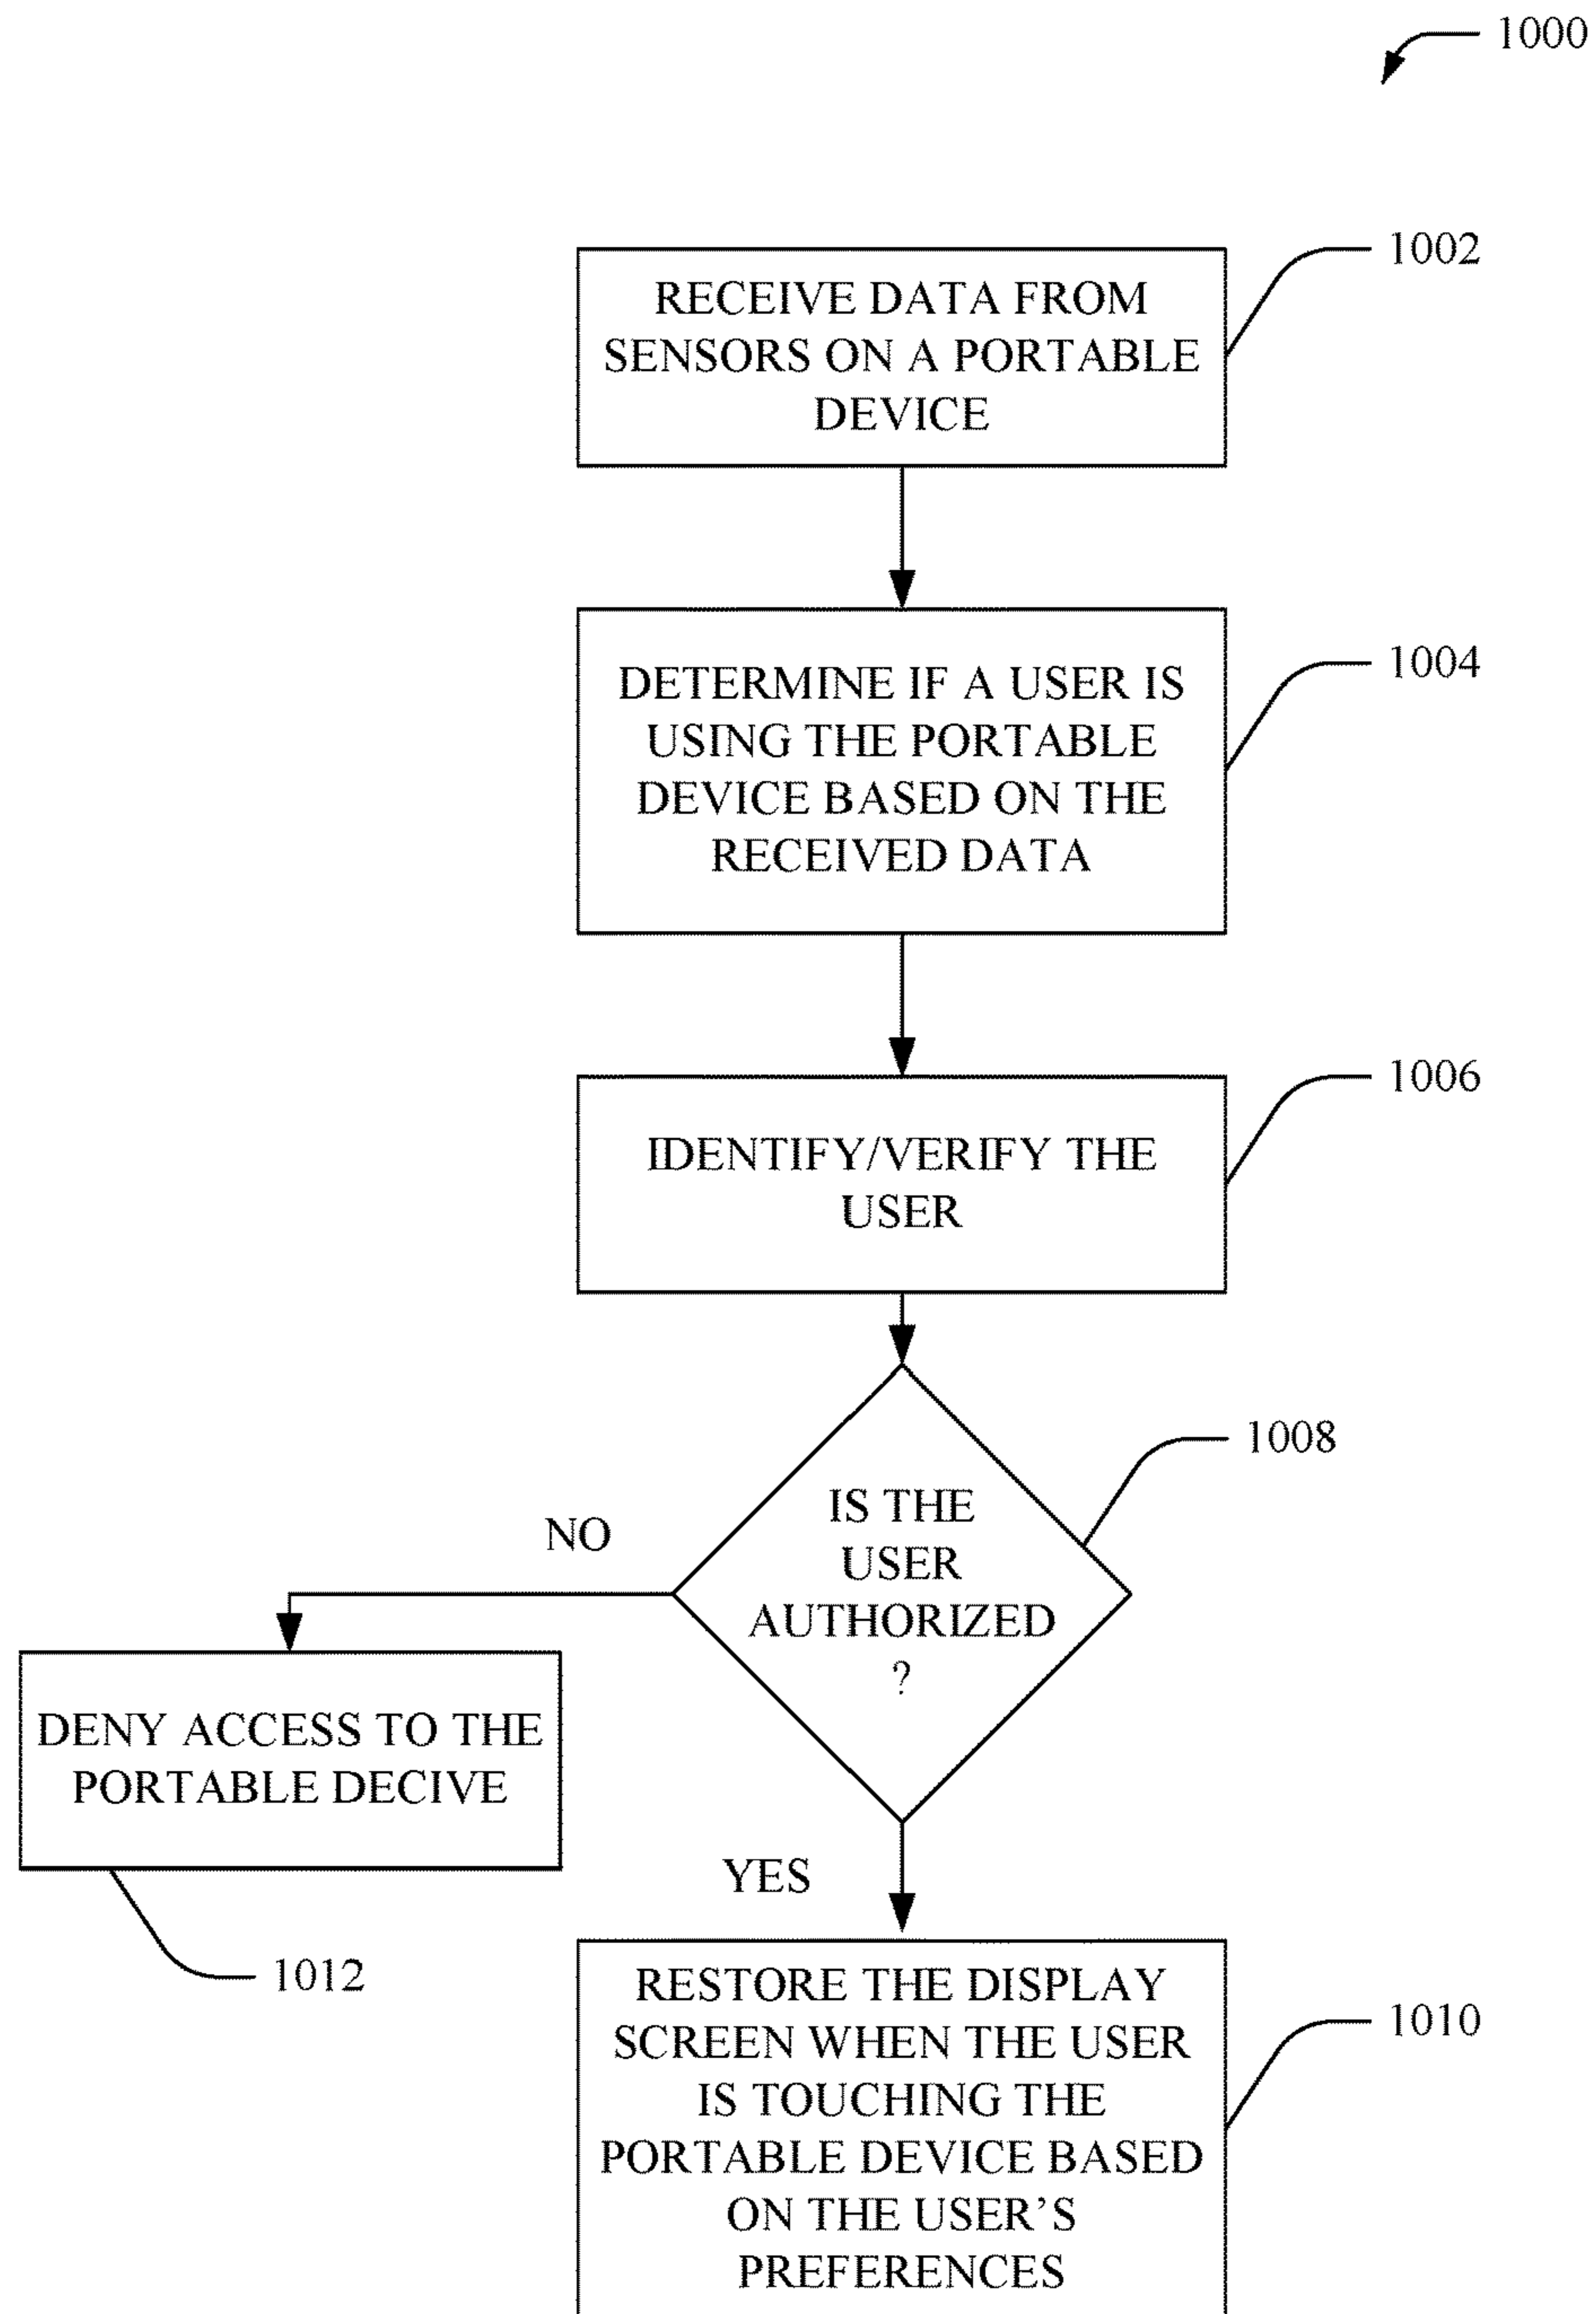 1000
RECEIVE DATA FROM
SENSORS ON A PORTABLE
DEVICE
1002
DETERMINE IF A USER IS
USING THE PORTABLE
DEVICE BASED ON THE
RECEIVED DATA
1004
IDENTIFY/VERIFY THE
USER
1006
IS THE
USER
AUTHORIZED
?
1008
NO
DENY ACCESS TO THE
PORTABLE DECIVE
1012
YES
RESTORE THE DISPLAY
SCREEN WHEN THE USER
IS TOUCHING THE
PORTABLE DEVICE BASED
ON THE USER’S
PREFERENCES
1010